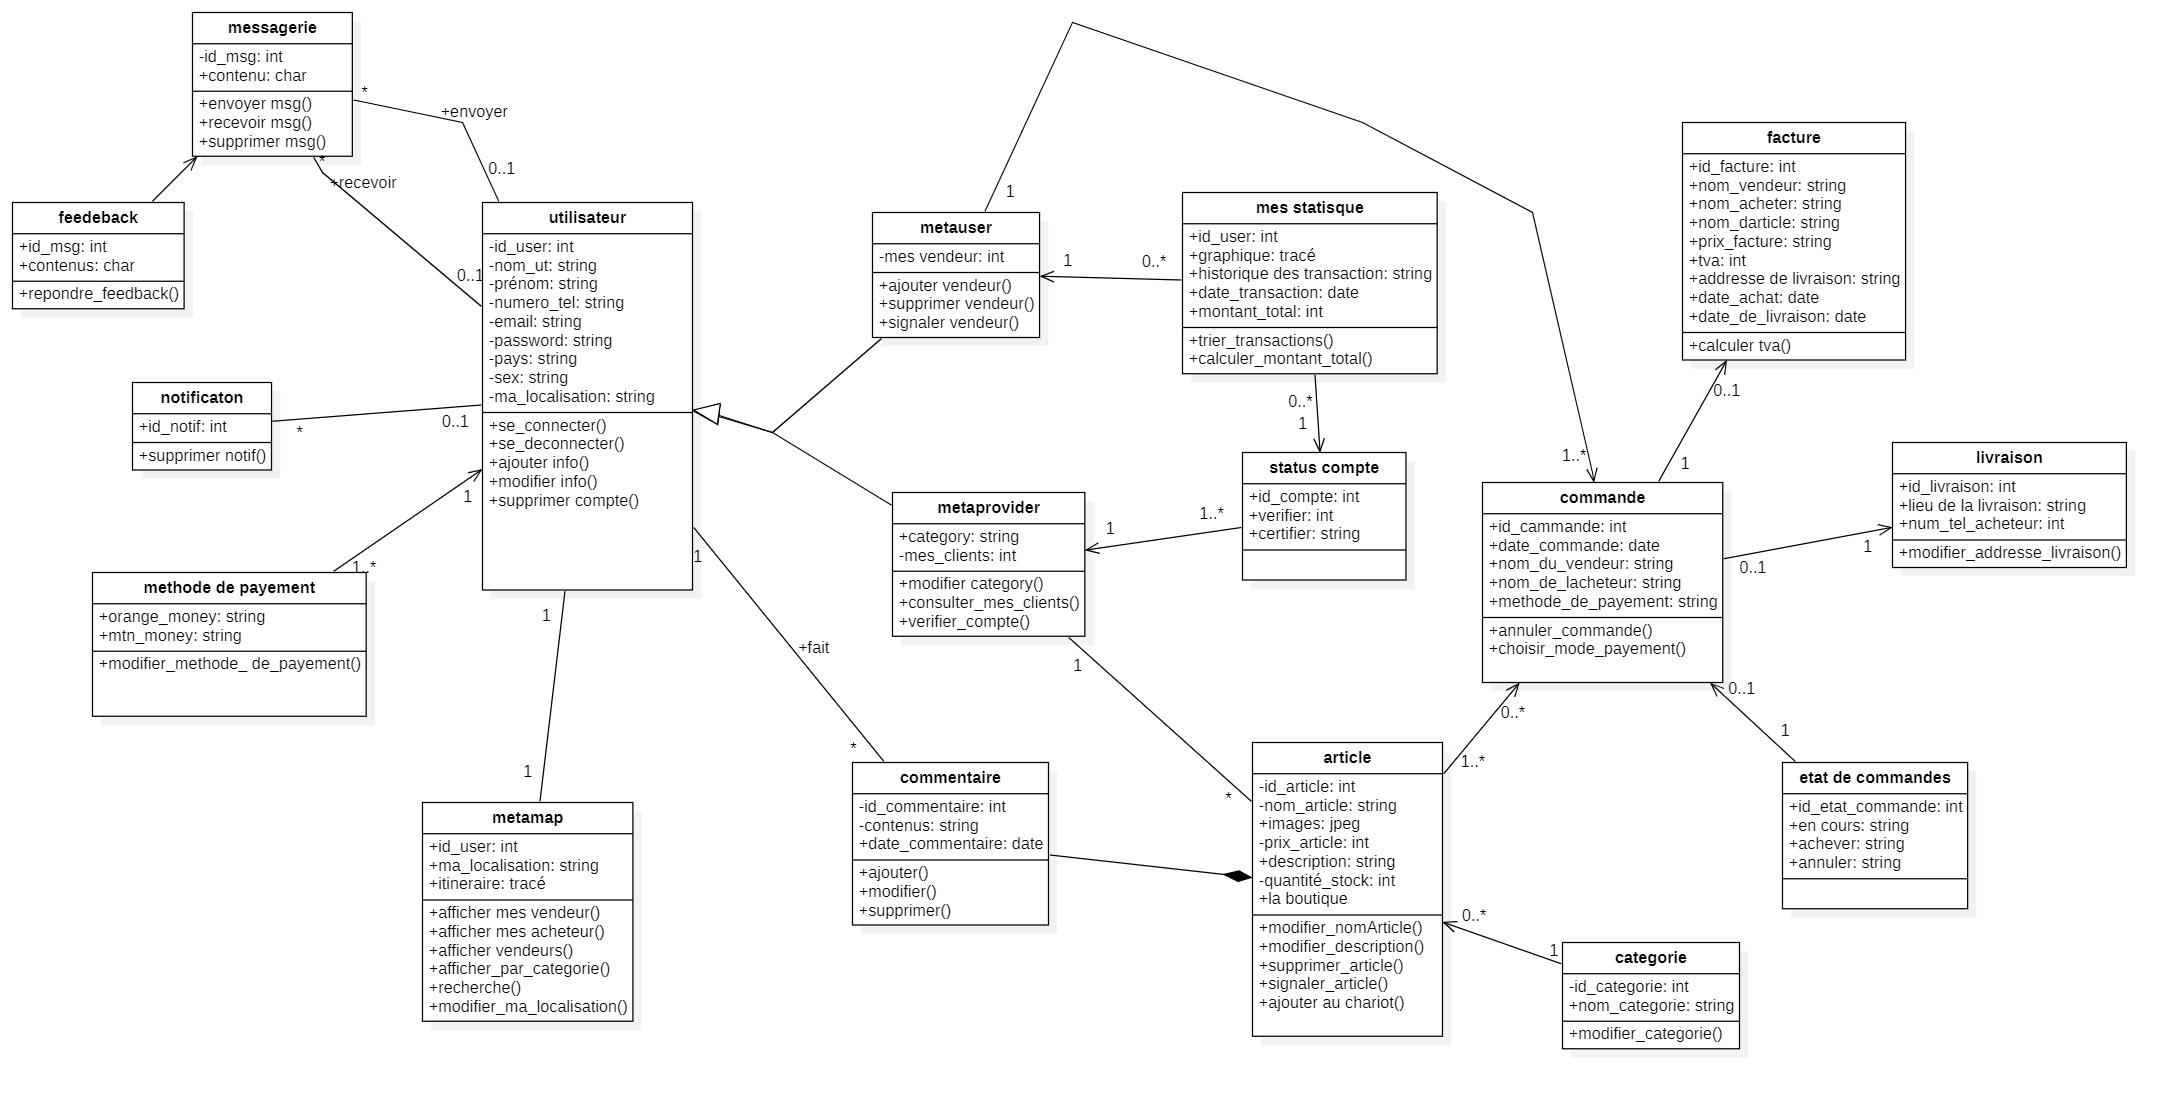 messagerie
-id_msg: int
+contenu: char
+envoyer msg()
+recevoir msg()
+supprimer msg()
*
+envoyer
0..1
*
+recevoir
0..1
feedeback
+id_msg: int
+contenus: char
+repondre_feedback()
utilisateur
-id_user: int
-nom_ut: string
-prénom: string
-numero_tel: string
-email: string
-password: string
-pays: string
-sex: string
-ma_localisation: string
+se_connecter()
+se_deconnecter()
+ajouter info()
+modifier info()
+supprimer compte()
notificaton
+id_notif: int
+supprimer notif()
*
0..1
1
1..*
methode de payement
+orange_money: string
+mtn_money: string
+modifier_methode_ de_payement()
1
1
metamap
+id_user: int
+ma_localisation: string
+itineraire: tracé
+afficher mes vendeur()
+afficher mes acheteur()
+afficher vendeurs()
+afficher_par_categorie()
+recherche()
+modifier_ma_localisation()
1
+fait
*
commentaire
-id_commentaire: int
-contenus: string
+date_commentaire: date
+ajouter()
+modifier()
+supprimer()
metauser
-mes vendeur: int
+ajouter vendeur()
+supprimer vendeur()
+signaler vendeur()
1
1
0..*
mes statisque
+id_user: int
+graphique: tracé
+historique des transaction: string
+date_transaction: date
+montant_total: int
+trier_transactions()
+calculer_montant_total()
0..*
1
status compte
+id_compte: int
+verifier: int
+certifier: string
1..*
1
metaprovider
+category: string
-mes_clients: int
+modifier category()
+consulter_mes_clients()
+verifier_compte()
1
*
article
-id_article: int
-nom_article: string
+images: jpeg
-prix_article: int
+description: string
-quantité_stock: int
+la boutique
+modifier_nomArticle()
+modifier_description()
+supprimer_article()
+signaler_article()
+ajouter au chariot()
1..*
0..*
0..*
1
categorie
-id_categorie: int
+nom_categorie: string
+modifier_categorie()
facture
+id_facture: int
+nom_vendeur: string
+nom_acheter: string
+nom_darticle: string
+prix_facture: string
+tva: int
+addresse de livraison: string
+date_achat: date
+date_de_livraison: date
+calculer tva()
0..1
1
1..*
commande
+id_cammande: int
+date_commande: date
+nom_du_vendeur: string
+nom_de_lacheteur: string
+methode_de_payement: string
+annuler_commande()
+choisir_mode_payement()
0..1
1
livraison
+id_livraison: int
+lieu de la livraison: string
+num_tel_acheteur: int
+modifier_addresse_livraison()
0..1
1
etat de commandes
+id_etat_commande: int
+en cours: string
+achever: string
+annuler: string